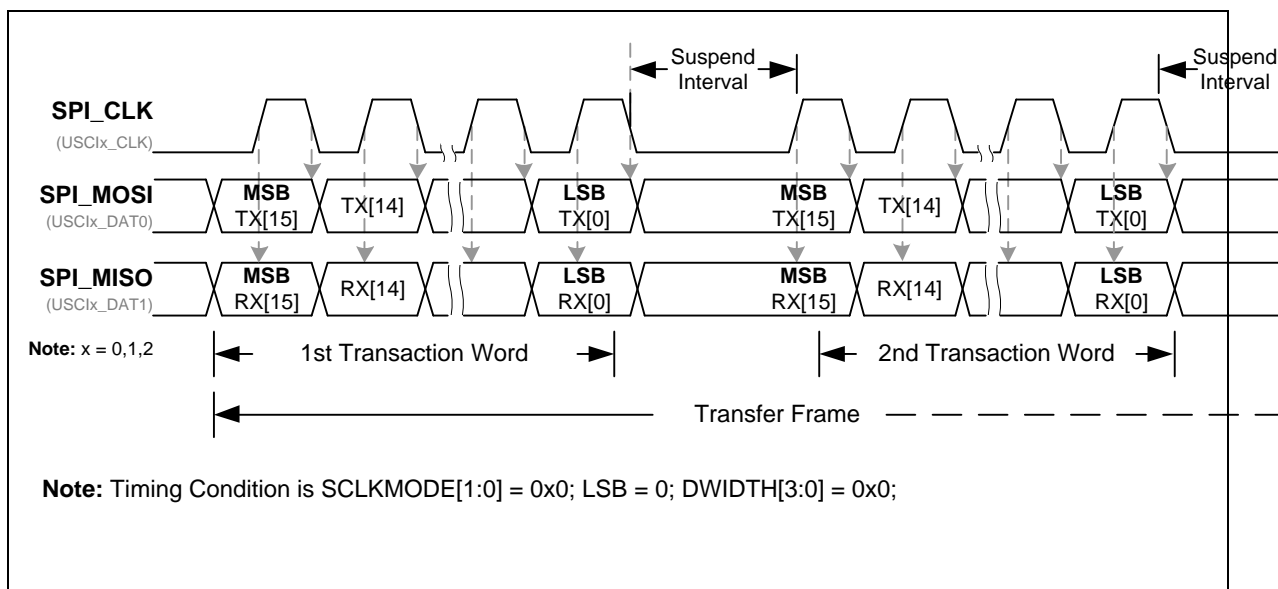 Suspend
Interval
Suspend
Interval
SPI_CLK
(USCIx_CLK)
SPI_MOSI
(USCIx_DAT0)
MSB
TX[15]
TX[14]
LSB
TX[0]
MSB
TX[15]
TX[14]
LSB
TX[0]
SPI_MISO
(USCIx_DAT1)
MSB
RX[15]
RX[14]
LSB
RX[0]
MSB
RX[15]
RX[14]
LSB
RX[0]
Note: x = 0,1,2
1st Transaction Word
2nd Transaction Word
Transfer Frame
Note: Timing Condition is SCLKMODE[1:0] = 0x0; LSB = 0; DWIDTH[3:0] = 0x0;